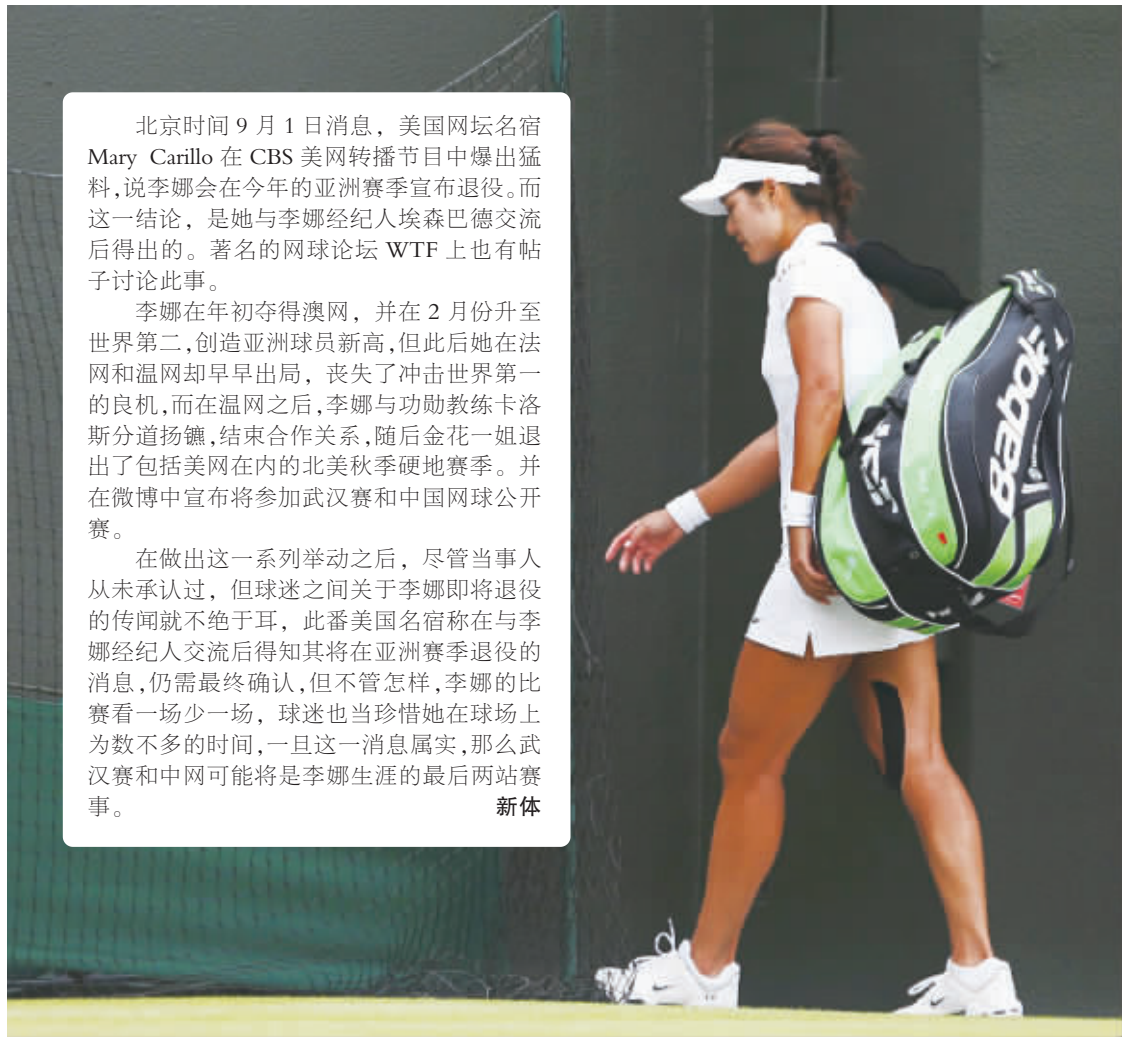 北京时间 9 月 1 日消息，美国网坛名宿
Mary Carillo 在 CBS 美网转播节目中爆出猛
料，说李娜会在今年的亚洲赛季宣布退役。而
这一结论，是她与李娜经纪人埃森巴德交流
后得出的。著名的网球论坛 WTF 上也有帖
子讨论此事。
李娜在年初夺得澳网，并在 2 月份升至
世界第二，创造亚洲球员新高，但此后她在法
网和温网却早早出局，丧失了冲击世界第一
的良机，而在温网之后，李娜与功勋教练卡洛
斯分道扬镳，结束合作关系，随后金花一姐退
出了包括美网在内的北美秋季硬地赛季。并
在微博中宣布将参加武汉赛和中国网球公开
赛。
在做出这一系列举动之后，尽管当事人
从未承认过，但球迷之间关于李娜即将退役
的传闻就不绝于耳，此番美国名宿称在与李
娜经纪人交流后得知其将在亚洲赛季退役的
消息，仍需最终确认，但不管怎样，李娜的比
赛看一场少一场，球迷也当珍惜她在球场上
为数不多的时间，一旦这一消息属实，那么武
汉赛和中网可能将是李娜生涯的最后两站赛
事。 新体
Babolat